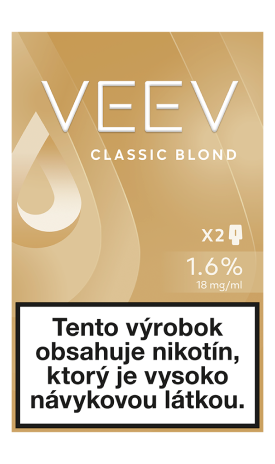 VEEV
CLASSIC BLOND
X2
1.6%
18 mg/ml
Tento výrobok
obsahuje nikotín,
ktorý je vysoko
návykovou látkou.